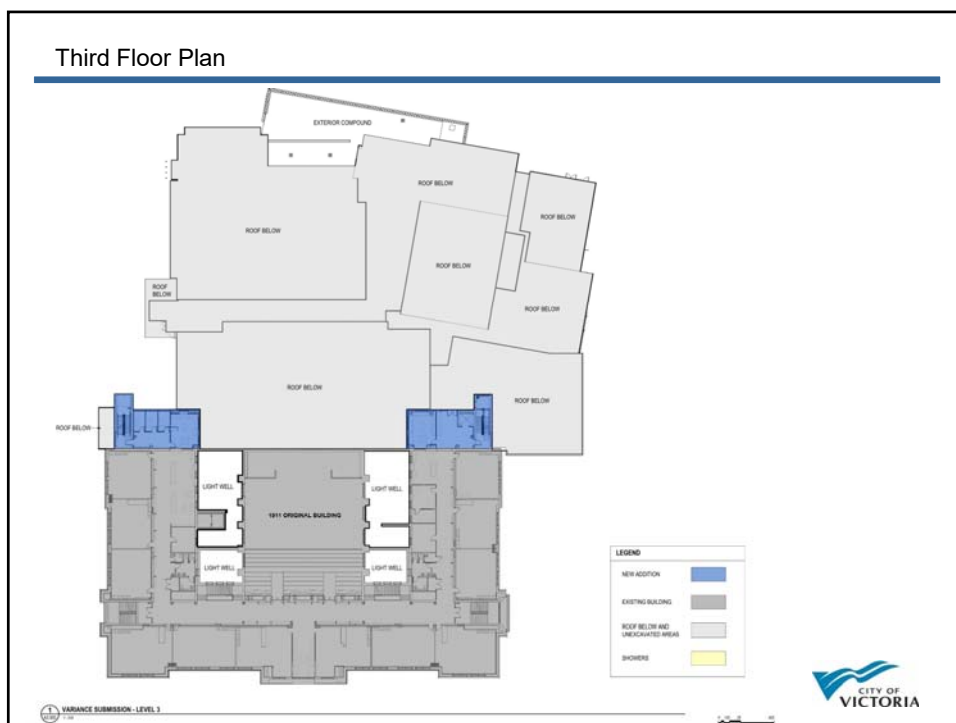 Third Floor Plan
EXTERIOR COMPOUND
ROOF BELOW
ROOF BELOW
ROOF BELOW
ROOF BELOW
ROOF
BELOW
ROOF BELOW
ROOF BELOW
ROOF BELOW
ROOF BELOW
LIGHT WELL
LIGHT WELL
1911 ORIGINAL BUILDING
LIGHT WELL
LIGHT WELL
LEGEND
NEW ADDITION
EXISTING BUILDING
ROOF BELOW AND
UNEXCAVATED AREAS
SHOWERS
1 VARIANCE SUBMISSION - LEVEL 3
CITY OF
VICTORIA